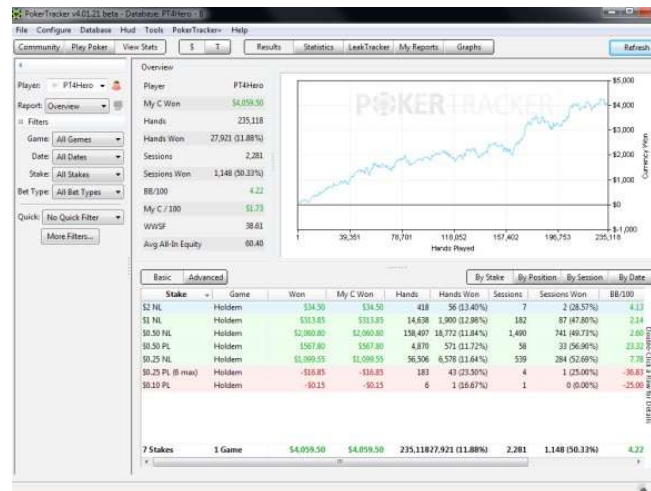 PokerTracker v4.01.21 beta - Database: PT4Hero -
File Configure Database Hud Tools PokerTracker+ Help
Community Play Poker View Stats $ T Results Statistics LeakTracker My Reports Graphs Refresh
Overview
Player: PT4Hero
Report: Overview
Filters
Game: All Games
Date: All Dates
Stake: All Stakes
Bet Type: All Bet Types
Quick: No Quick Filter
More Filters...
Player PT4Hero
My C Won $4,059.50
Hands 235,118
Hands Won 27,921 (11.88%)
Sessions 2,281
Sessions Won 1,148 (50.33%)
BB/100 4.22
My C / 100 $1.73
WWSF 38.61
Avg All-In Equity 60.40
POKERTRACKER
$5,000
$4,000
$3,000
$2,000
$1,000
$0
$-1,000
Currency Won
1 39,351 78,701 118,052 157,402 196,753 235,118
Hands Played
Basic Advanced By Stake By Position By Session By Date
Stake Game Won My C Won Hands Hands Won Sessions Sessions Won BB/100
$2 NL Holdem $34.50 $34.50 418 56 (13.40%) 7 2 (28.57%) 4.13
$1 NL Holdem $313.85 $313.85 14,638 1,900 (12.98%) 182 87 (47.80%) 2.14
$0.50 NL Holdem $2,060.80 $2,060.80 158,497 18,772 (11.84%) 1,490 741 (49.73%) 2.60
$0.50 PL Holdem $567.80 $567.80 4,870 571 (11.72%) 58 33 (56.90%) 23.32
$0.25 NL Holdem $1,099.55 $1,099.55 56,506 6,578 (11.64%) 539 284 (52.69%) 7.78
$0.25 PL (6 max) Holdem -$16.85 -$16.85 183 43 (23.50%) 4 1 (25.00%) -36.83
$0.10 PL Holdem -$0.15 -$0.15 6 1 (16.67%) 1 0 (0.00%) -25.00
7 Stakes 1 Game $4,059.50 $4,059.50 235,118 27,921 (11.88%) 2,281 1,148 (50.33%) 4.22
Double-Click a Row for Details